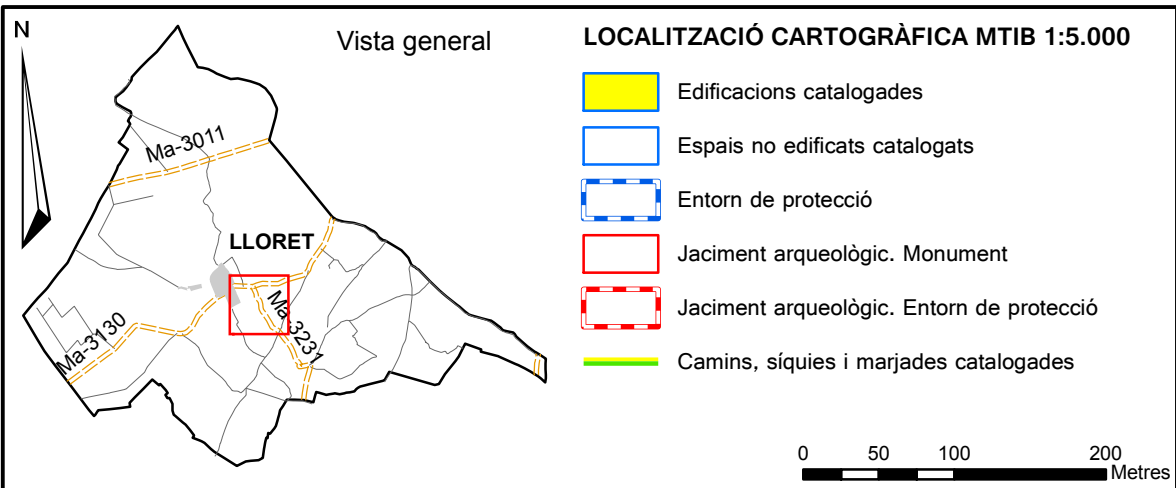 N
Vista general
Ma-3011
LLORET
Ma-3130
Ma-3231
LOCALITZACIÓ CARTOGRÀFICA MTIB 1:5.000
Edificacions catalogades
Espais no edificats catalogats
Entorn de protecció
Jaciment arqueològic. Monument
Jaciment arqueològic. Entorn de protecció
Camins, síquies i marjades catalogades
0 50 100 200
Metres